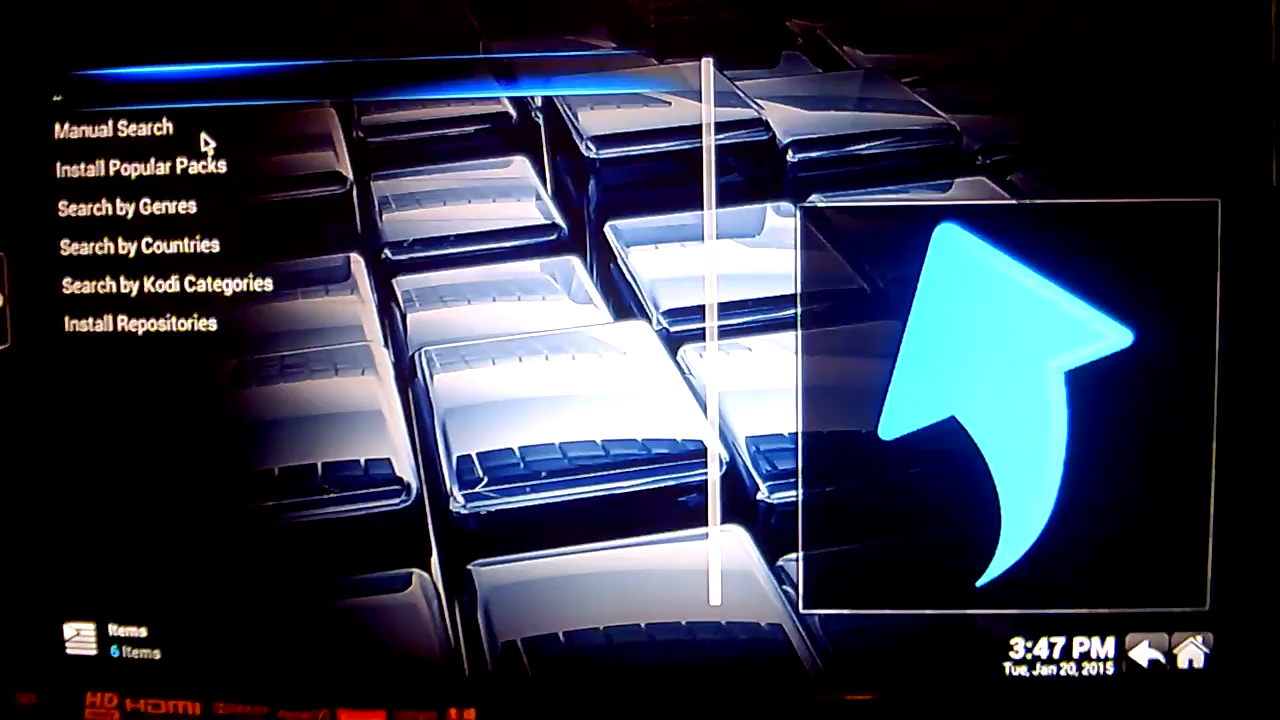 ..
Manual Search
Install Popular Packs
Search by Genres
Search by Countries
Search by Kodi Categories
Install Repositories
Items
6 Items
3:47 PM
Tue, Jan 20, 2015
HD HDMI